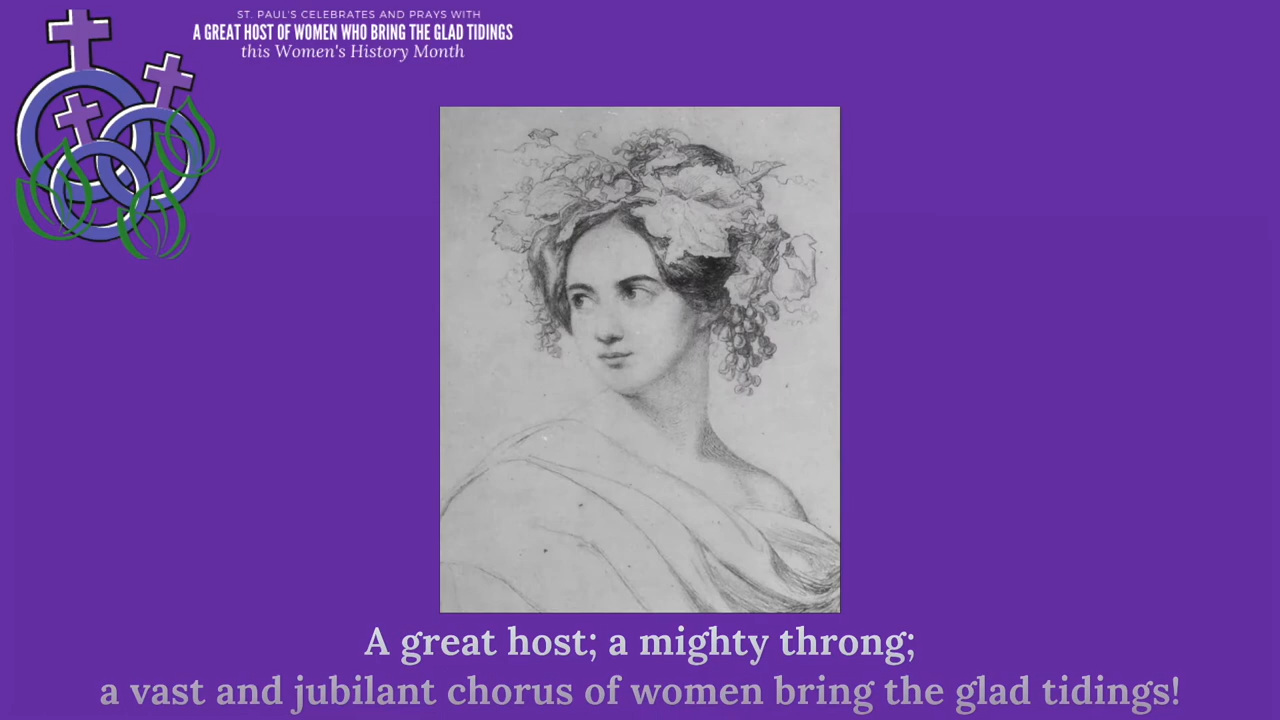 ST. PAUL'S CELEBRATES AND PRAYS WITH
A GREAT HOST OF WOMEN WHO BRING THE GLAD TIDINGS
this Women's History Month
A great host; a mighty throng;
a vast and jubilant chorus of women bring the glad tidings!